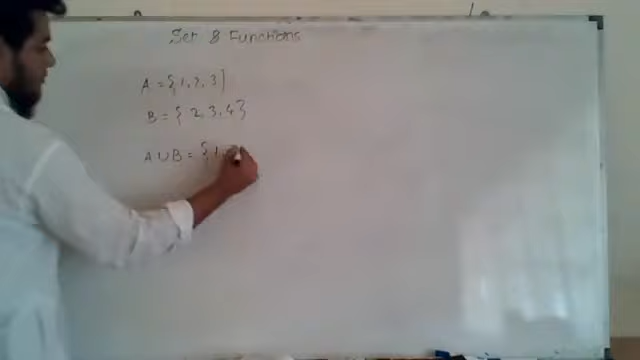 Set & Functions
A = {1, 2, 3}
B = { 2, 3, 4 }
A ∪ B = { 1,